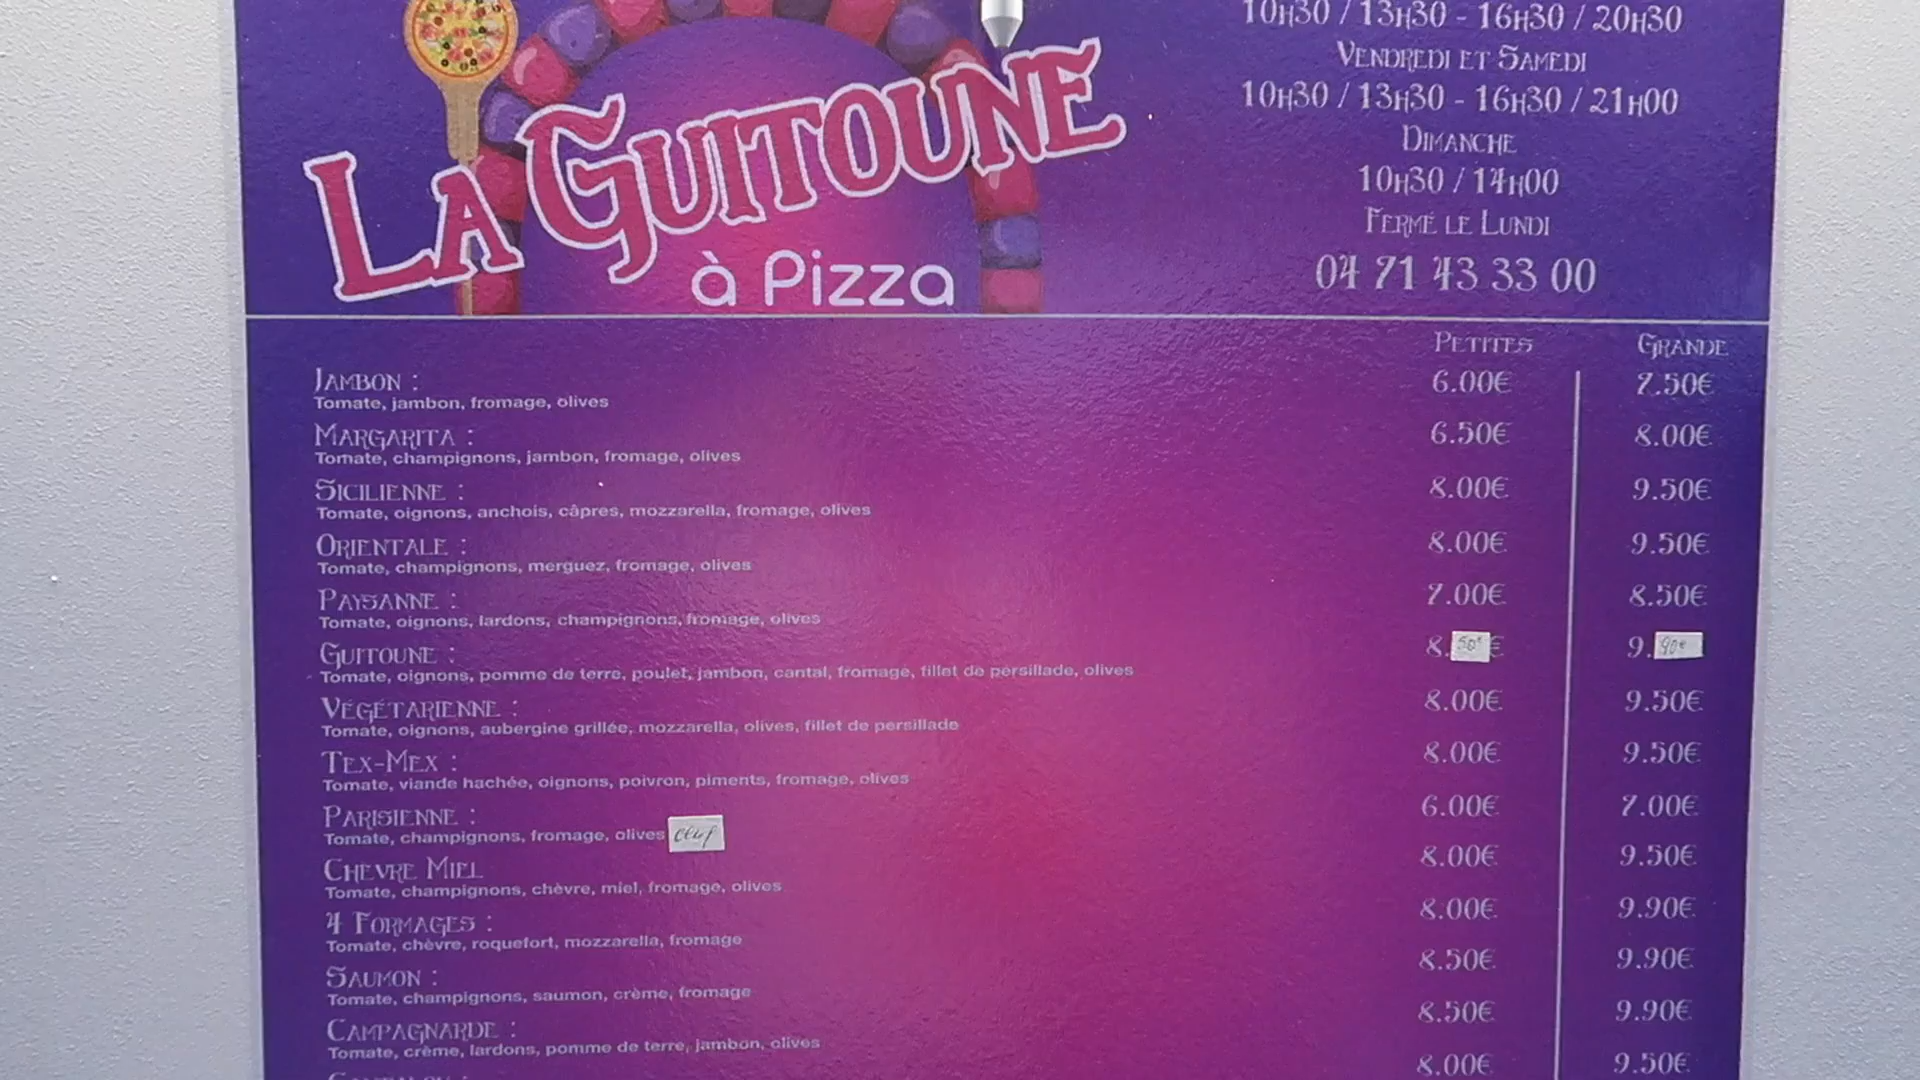 10H30 / 13H30 - 16H30 / 20H30
VENDREDI ET SAMEDI
10H30 / 13H30 - 16H30 / 21H00
DIMANCHE
10H30 / 14H00
FERMÉ LE LUNDI
04 71 43 33 00
LA GUITOUNE
à Pizza
PETITES GRANDE
JAMBON : 6.00€ 7.50€
Tomate, jambon, fromage, olives
MARGARITA : 6.50€ 8.00€
Tomate, champignons, jambon, fromage, olives
SICILIENNE : 8.00€ 9.50€
Tomate, oignons, anchois, câpres, mozzarella, fromage, olives
ORIENTALE : 8.00€ 9.50€
Tomate, champignons, merguez, fromage, olives
PAYSANNE : 7.00€ 8.50€
Tomate, oignons, lardons, champignons, fromage, olives
GUITOUNE : 8.50€ 9.90€
Tomate, oignons, pomme de terre, poulet, jambon, cantal, fromage, fillet de persillade, olives
VÉGÉTARIENNE : 8.00€ 9.50€
Tomate, oignons, aubergine grillée, mozzarella, olives, fillet de persillade
TEX-MEX : 8.00€ 9.50€
Tomate, viande hachée, oignons, poivron, piments, fromage, olives
PARISIENNE : 6.00€ 7.00€
Tomate, champignons, fromage, olives œuf
CHEVRE MIEL 8.00€ 9.50€
Tomate, champignons, chèvre, miel, fromage, olives
4 FORMAGES : 8.00€ 9.90€
Tomate, chèvre, roquefort, mozzarella, fromage
SAUMON : 8.50€ 9.90€
Tomate, champignons, saumon, crème, fromage
CAMPAGNARDE : 8.50€ 9.90€
Tomate, crème, lardons, pomme de terre, jambon, olives
8.00€ 9.50€